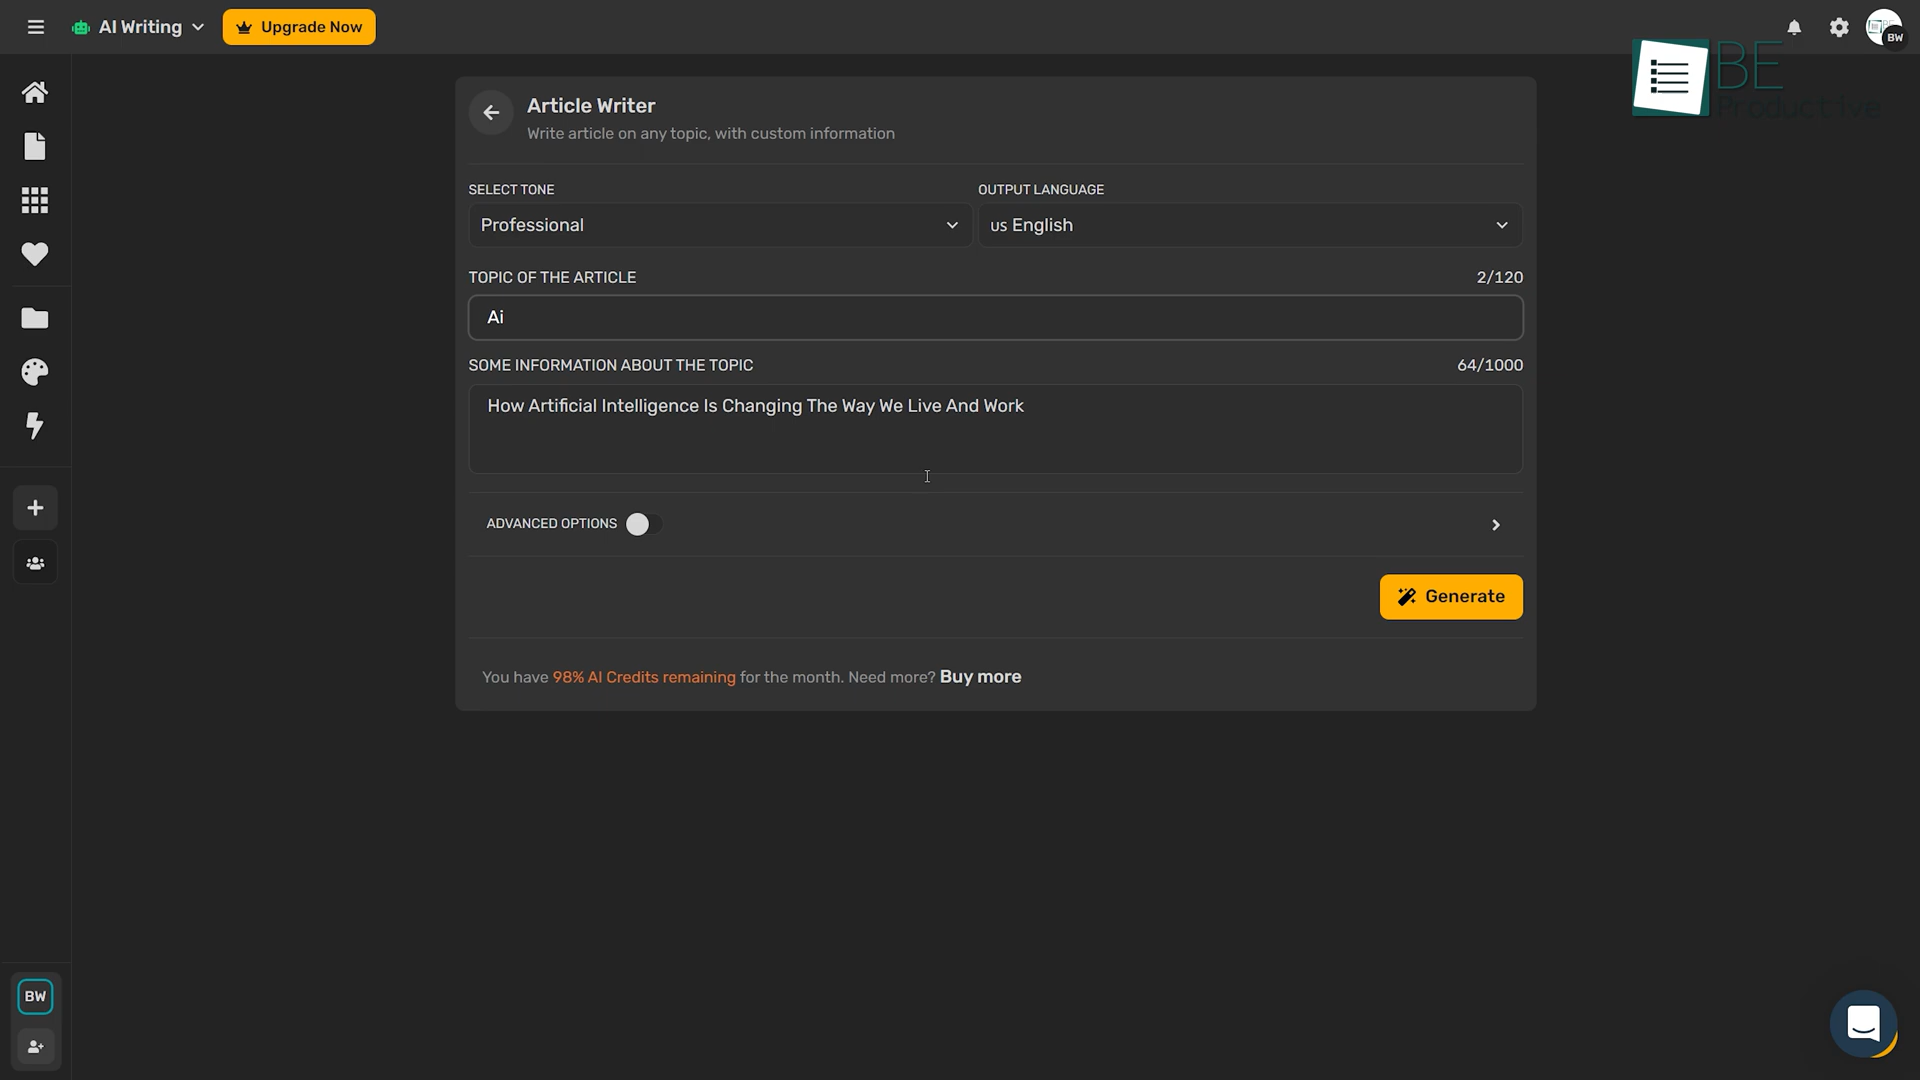 AI Writing
Upgrade Now
BW
BE
Productive
Article Writer
Write article on any topic, with custom information
SELECT TONE
OUTPUT LANGUAGE
Professional
US English
TOPIC OF THE ARTICLE
2/120
Ai
SOME INFORMATION ABOUT THE TOPIC
64/1000
How Artificial Intelligence Is Changing The Way We Live And Work
ADVANCED OPTIONS
Generate
You have 98% AI Credits remaining for the month. Need more? Buy more
BW